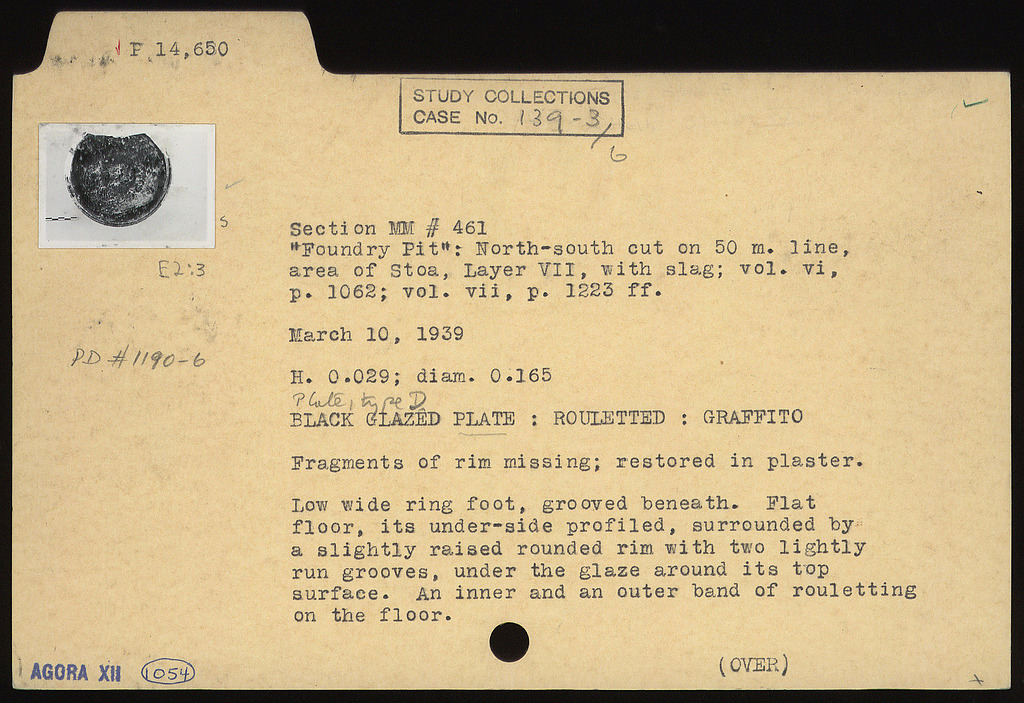 P 14,650
STUDY COLLECTIONS
CASE No. 139-3/6
S
E2:3
PD #1190-6
Section MM # 461
"Foundry Pit": North-south cut on 50 m. line,
area of Stoa, Layer VII, with slag; vol. vi,
p. 1062; vol. vii, p. 1223 ff.
March 10, 1939
H. 0.029; diam. 0.165
Plate, type D
BLACK GLAZED PLATE : ROULETTED : GRAFFITO
Fragments of rim missing; restored in plaster.
Low wide ring foot, grooved beneath. Flat
floor, its under-side profiled, surrounded by
a slightly raised rounded rim with two lightly
run grooves, under the glaze around its top
surface. An inner and an outer band of rouletting
on the floor.
(OVER)
AGORA XII 1054